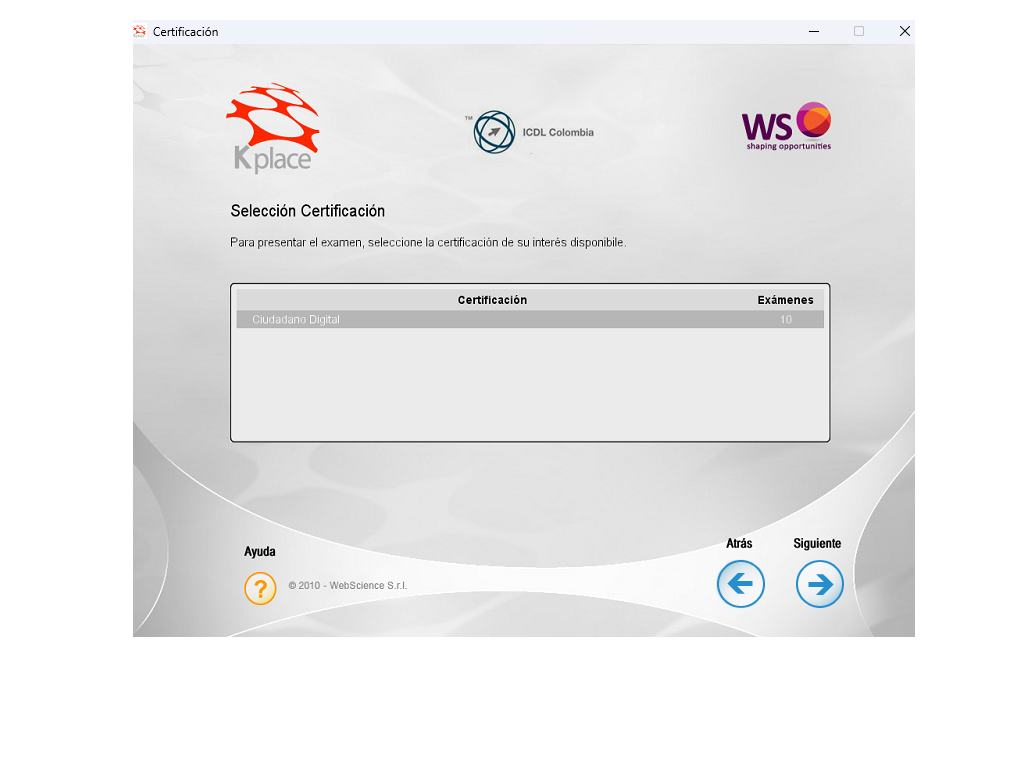 Certificación
Kplace
™ ICDL Colombia
WS
shaping opportunities
Selección Certificación
Para presentar el examen, seleccione la certificación de su interés disponibile.
Certificación Exámenes
Ciudadano Digital 10
Ayuda
Atrás Siguiente
?
© 2010 - WebScience S.r.l.